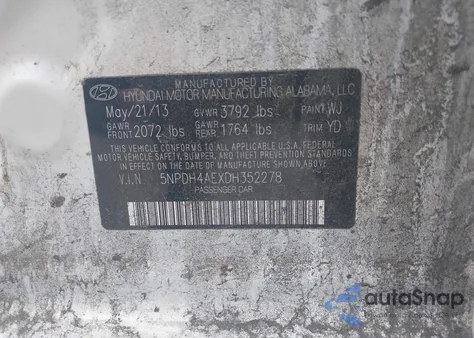 MANUFACTURED BY
HYUNDAI MOTOR MANUFACTURING ALABAMA, LLC
May/21/13 GVWR 3792 lbs PAINT WJ
GAWR FRONT 2072 lbs GAWR REAR 1764 lbs TRIM YD
THIS VEHICLE CONFORMS TO ALL APPLICABLE U.S.A. FEDERAL
MOTOR VEHICLE SAFETY, BUMPER, AND THEFT PREVENTION
STANDARDS IN EFFECT ON THE DATE OF
MANUFACTURE SHOWN ABOVE.
V.I.N 5NPDH4AEXDH352278
PASSENGER CAR
autaSnap